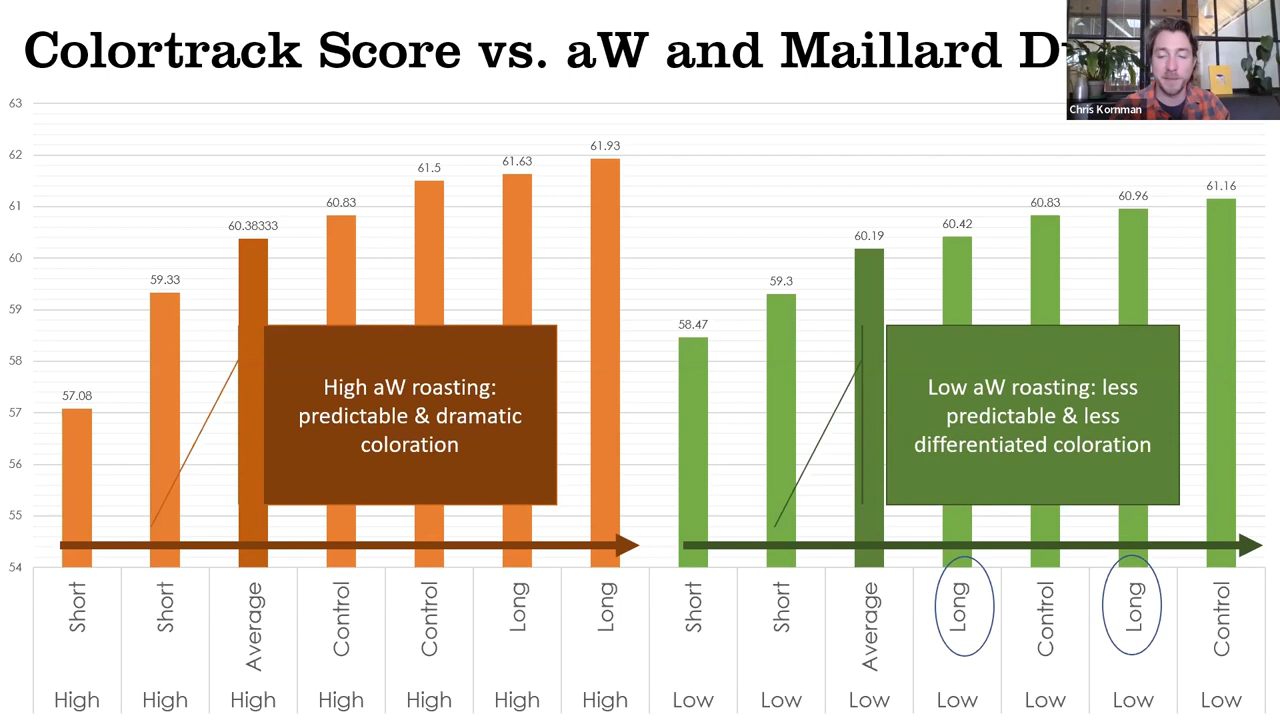 Colortrack Score vs. aW and Maillard
Chris Kornman
63
62
61
60
59
58
57
56
55
54
57.08
59.33
60.38333
60.83
61.5
61.63
61.93
58.47
59.3
60.19
60.42
60.83
60.96
61.16
High aW roasting:
predictable & dramatic
coloration
Low aW roasting: less
predictable & less
differentiated coloration
Short
Short
Average
Control
Control
Long
Long
Short
Short
Average
Long
Control
Long
Control
High
High
High
High
High
High
High
Low
Low
Low
Low
Low
Low
Low